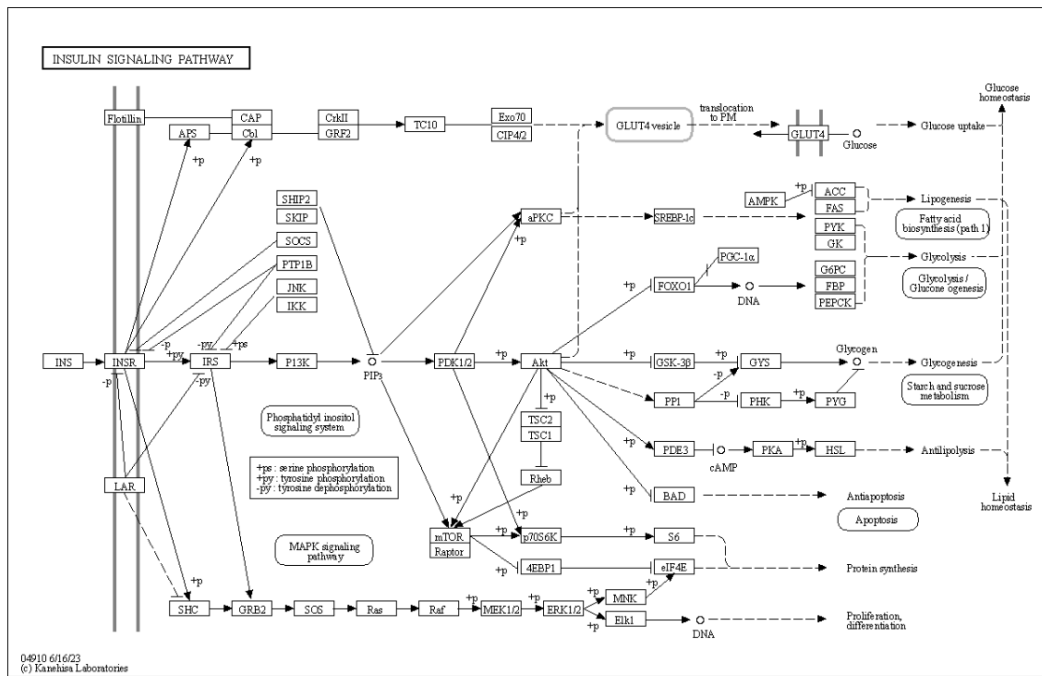 INSULIN SIGNALING PATHWAY
Glucose
homeostasis
Flotillin
CAP
CrkII
Exo70
translocation
to PM
APS
Cbl
GRF2
TC10
CIP4/2
GLUT4 vesicle
GLUT4
Glucose
Glucose uptake
+p
+p
SHIP2
SKIP
SOCS
PTP1B
JNK
IKK
aPKC
+p
SREBP-1c
AMPK
+p
ACC
FAS
Lipogenesis
Fatty acid
biosynthesis (path 1)
PYK
GK
Glycolysis
PGC-1α
+p
FOXO1
DNA
G6PC
FBP
PEPCK
Glycolysis /
Glucone ogenesis
-p
+py
-py
+ps
INS
INSR
IRS
P13K
PIP3
PDK1/2
+p
Akt
+p
GSK-3β
+p
GYS
Glycogen
Glycogenesis
-p
-py
-p
PP1
-p
PHK
+p
PYG
Starch and sucrose
metabolism
Phosphatidyl inositol
signaling system
+p
TSC2
TSC1
+p
PDE3
cAMP
PKA
+p
HSL
Antilipolysis
+ps : serine phosphorylation
+py : tyrosine phosphorylation
-py : tyrosine dephosphorylation
LAR
Rheb
+p
BAD
Antiapoptosis
Apoptosis
Lipid
homeostasis
MAPK signaling
pathway
+p
+p
mTOR
Raptor
+p
p70S6K
+p
S6
+p
4EBP1
eIF4E
Protein synthesis
+p
SHC
GRB2
SOS
Ras
Raf
+p
MEK1/2
+p
ERK1/2
+p
MNK
+p
+p
Elk1
DNA
Proliferation,
differentiation
04910 6/16/23
(c) Kanehisa Laboratories